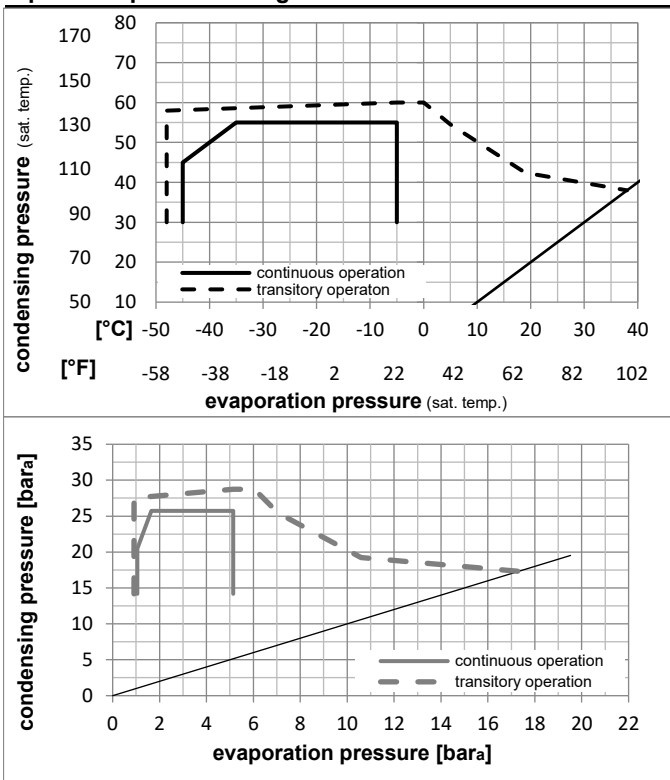 condensing pressure (sat. temp.)
170 80
70
150 60
130 50
110 40
90 30
70 20
50 10
continuous operation
transitory operaton
[°C] -50 -40 -30 -20 -10 0 10 20 30 40
[°F] -58 -38 -18 2 22 42 62 82 102
evaporation pressure (sat. temp.)
condensing pressure [bara]
35
30
25
20
15
10
5
0
continuous operation
transitory operation
0 2 4 6 8 10 12 14 16 18 20 22
evaporation pressure [bara]